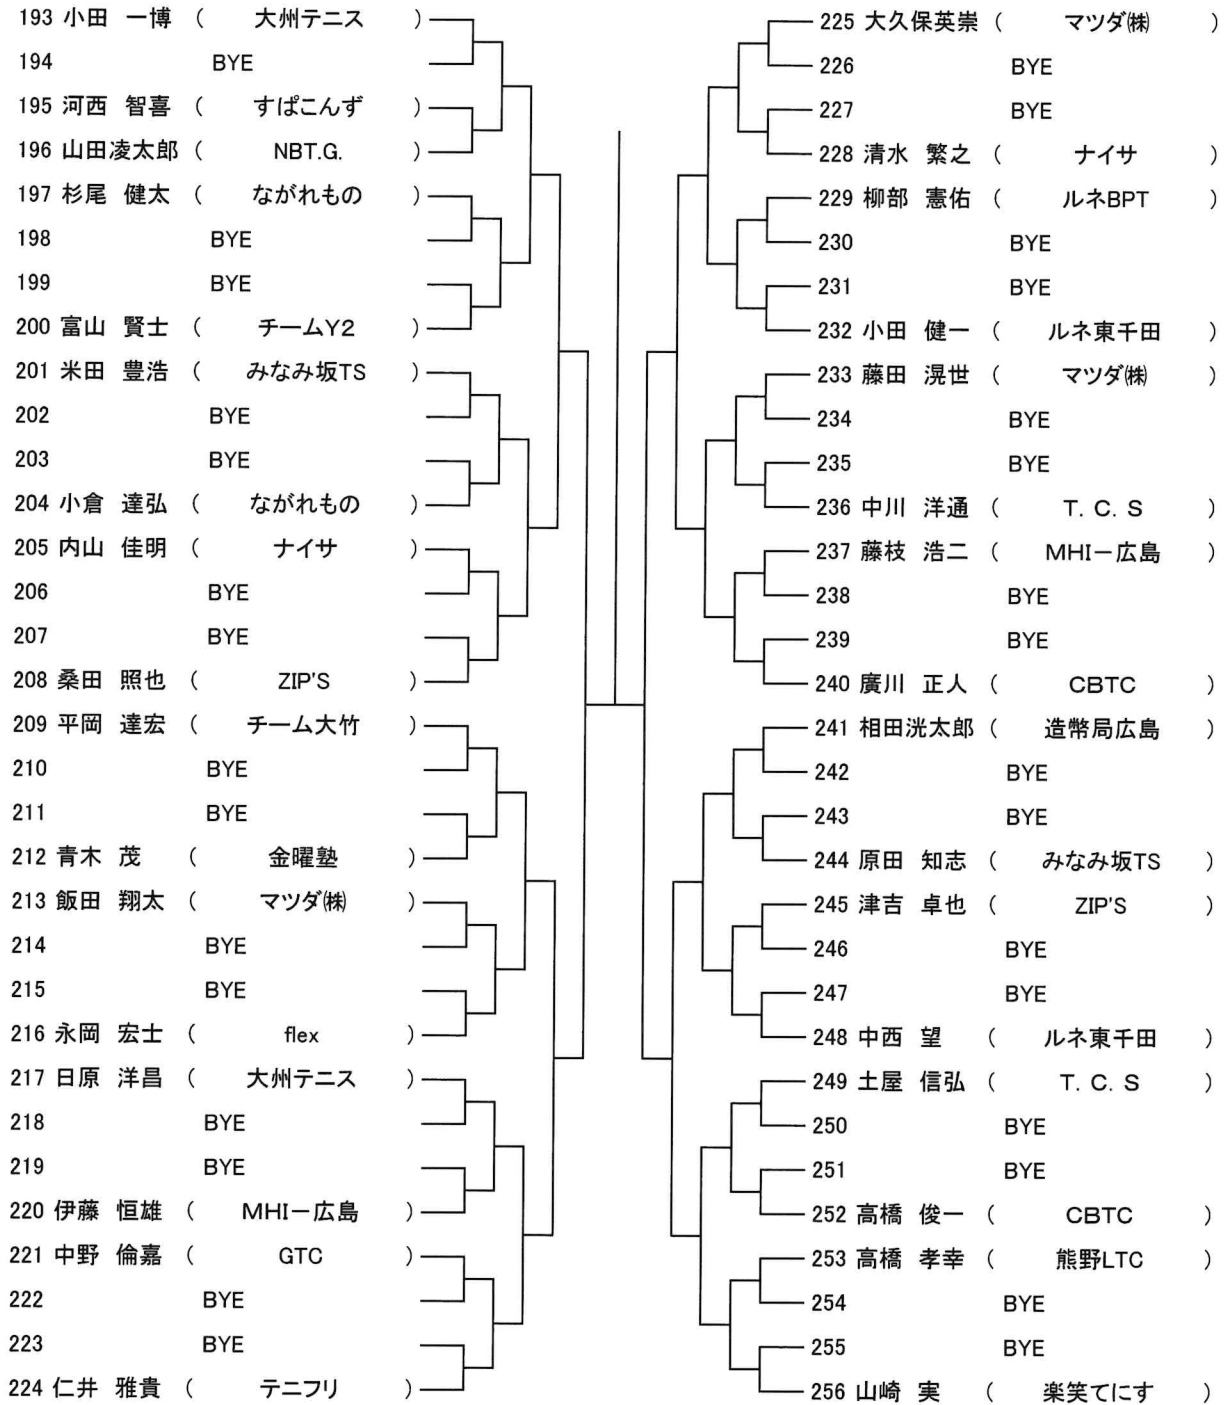 193 小田 一博 ( 大州テニス )
194 BYE
195 河西 智喜 ( すぱこんず )
196 山田凌太郎 ( NBT.G. )
197 杉尾 健太 ( ながれもの )
198 BYE
199 BYE
200 富山 賢士 ( チームY2 )
201 米田 豊浩 ( みなみ坂TS )
202 BYE
203 BYE
204 小倉 達弘 ( ながれもの )
205 内山 佳明 ( ナイサ )
206 BYE
207 BYE
208 桑田 照也 ( ZIP'S )
209 平岡 達宏 ( チーム大竹 )
210 BYE
211 BYE
212 青木 茂 ( 金曜塾 )
213 飯田 翔太 ( マツダ㈱ )
214 BYE
215 BYE
216 永岡 宏士 ( flex )
217 日原 洋昌 ( 大州テニス )
218 BYE
219 BYE
220 伊藤 恒雄 ( MHI－広島 )
221 中野 倫嘉 ( GTC )
222 BYE
223 BYE
224 仁井 雅貴 ( テニフリ )
225 大久保英崇 ( マツダ㈱ )
226 BYE
227 BYE
228 清水 繁之 ( ナイサ )
229 柳部 憲佑 ( ルネBPT )
230 BYE
231 BYE
232 小田 健一 ( ルネ東千田 )
233 藤田 滉世 ( マツダ㈱ )
234 BYE
235 BYE
236 中川 洋通 ( T. C. S )
237 藤枝 浩二 ( MHI－広島 )
238 BYE
239 BYE
240 廣川 正人 ( CBTC )
241 相田洸太郎 ( 造幣局広島 )
242 BYE
243 BYE
244 原田 知志 ( みなみ坂TS )
245 津吉 卓也 ( ZIP'S )
246 BYE
247 BYE
248 中西 望 ( ルネ東千田 )
249 土屋 信弘 ( T. C. S )
250 BYE
251 BYE
252 高橋 俊一 ( CBTC )
253 高橋 孝幸 ( 熊野LTC )
254 BYE
255 BYE
256 山崎 実 ( 楽笑てにす )